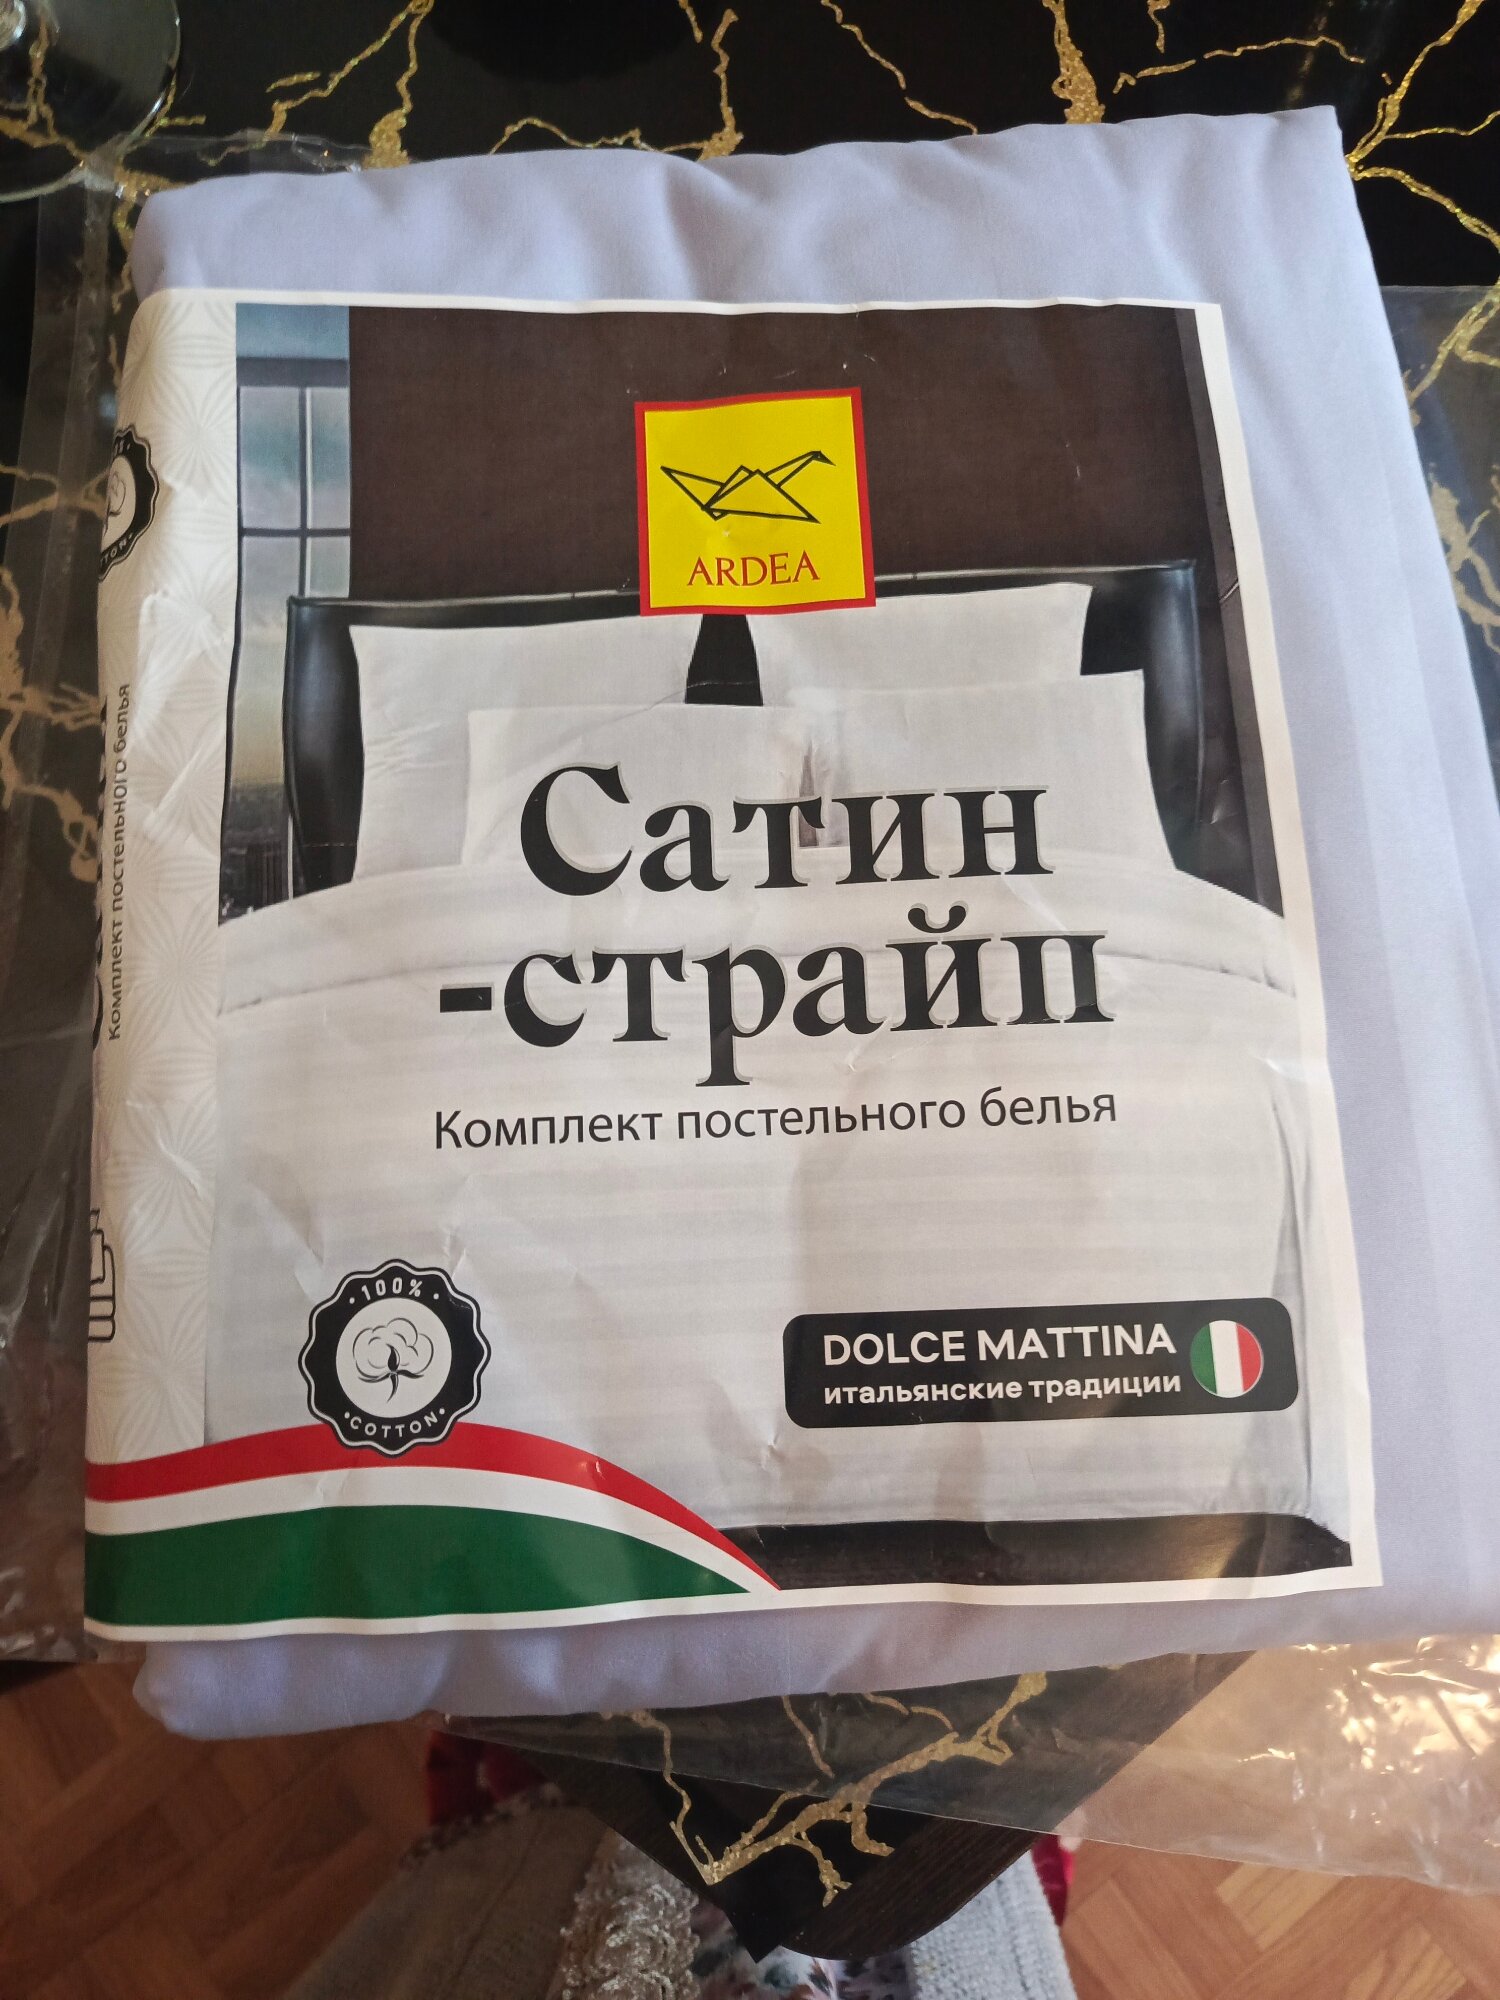 ARDEA
Сатин
-страйп
Комплект постельного белья
100%
COTTON
DOLCE MATTINA
итальянские традиции
Комплект постельного белья